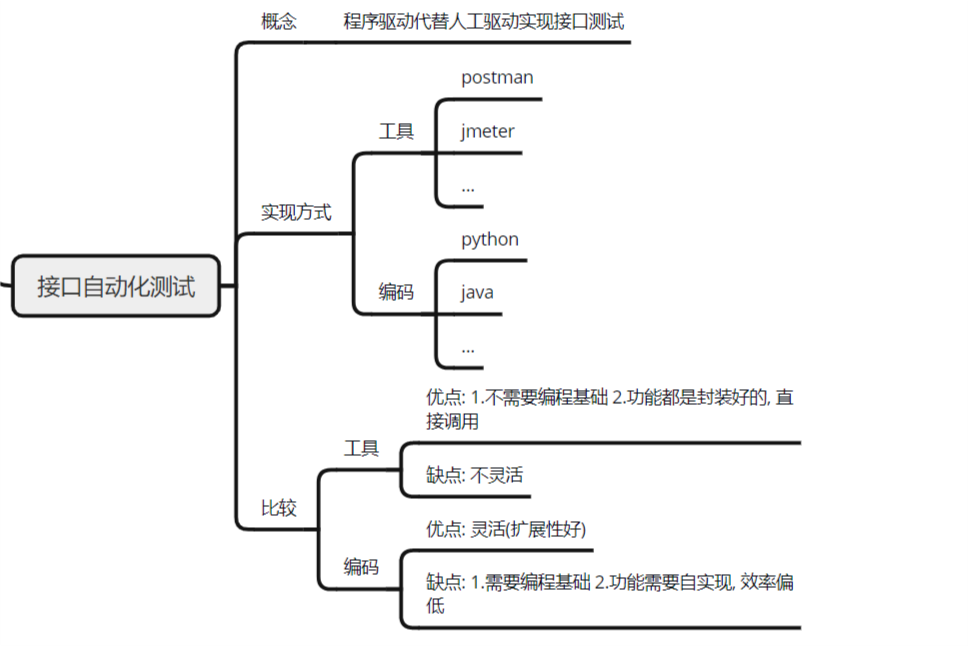 概念
程序驱动代替人工驱动实现接口测试
postman
工具
jmeter
...
实现方式
python
接口自动化测试
编码
java
...
优点: 1.不需要编程基础 2.功能都是封装好的, 直
接调用
工具
缺点: 不灵活
比较
优点: 灵活(扩展性好)
编码
缺点: 1.需要编程基础 2.功能需要自实现, 效率偏
低